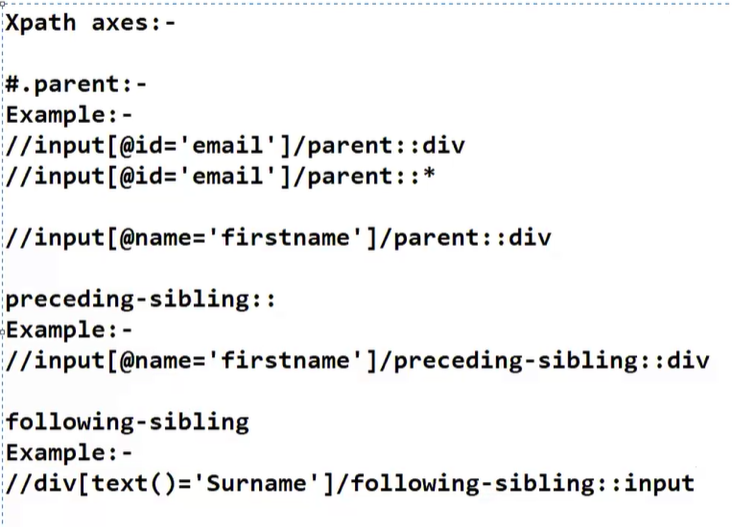 Xpath axes:-
#.parent:-
Example:-
//input[@id='email']/parent::div
//input[@id='email']/parent::*
//input[@name='firstname']/parent::div
preceding-sibling::
Example:-
//input[@name='firstname']/preceding-sibling::div
following-sibling
Example:-
//div[text()='Surname']/following-sibling::input